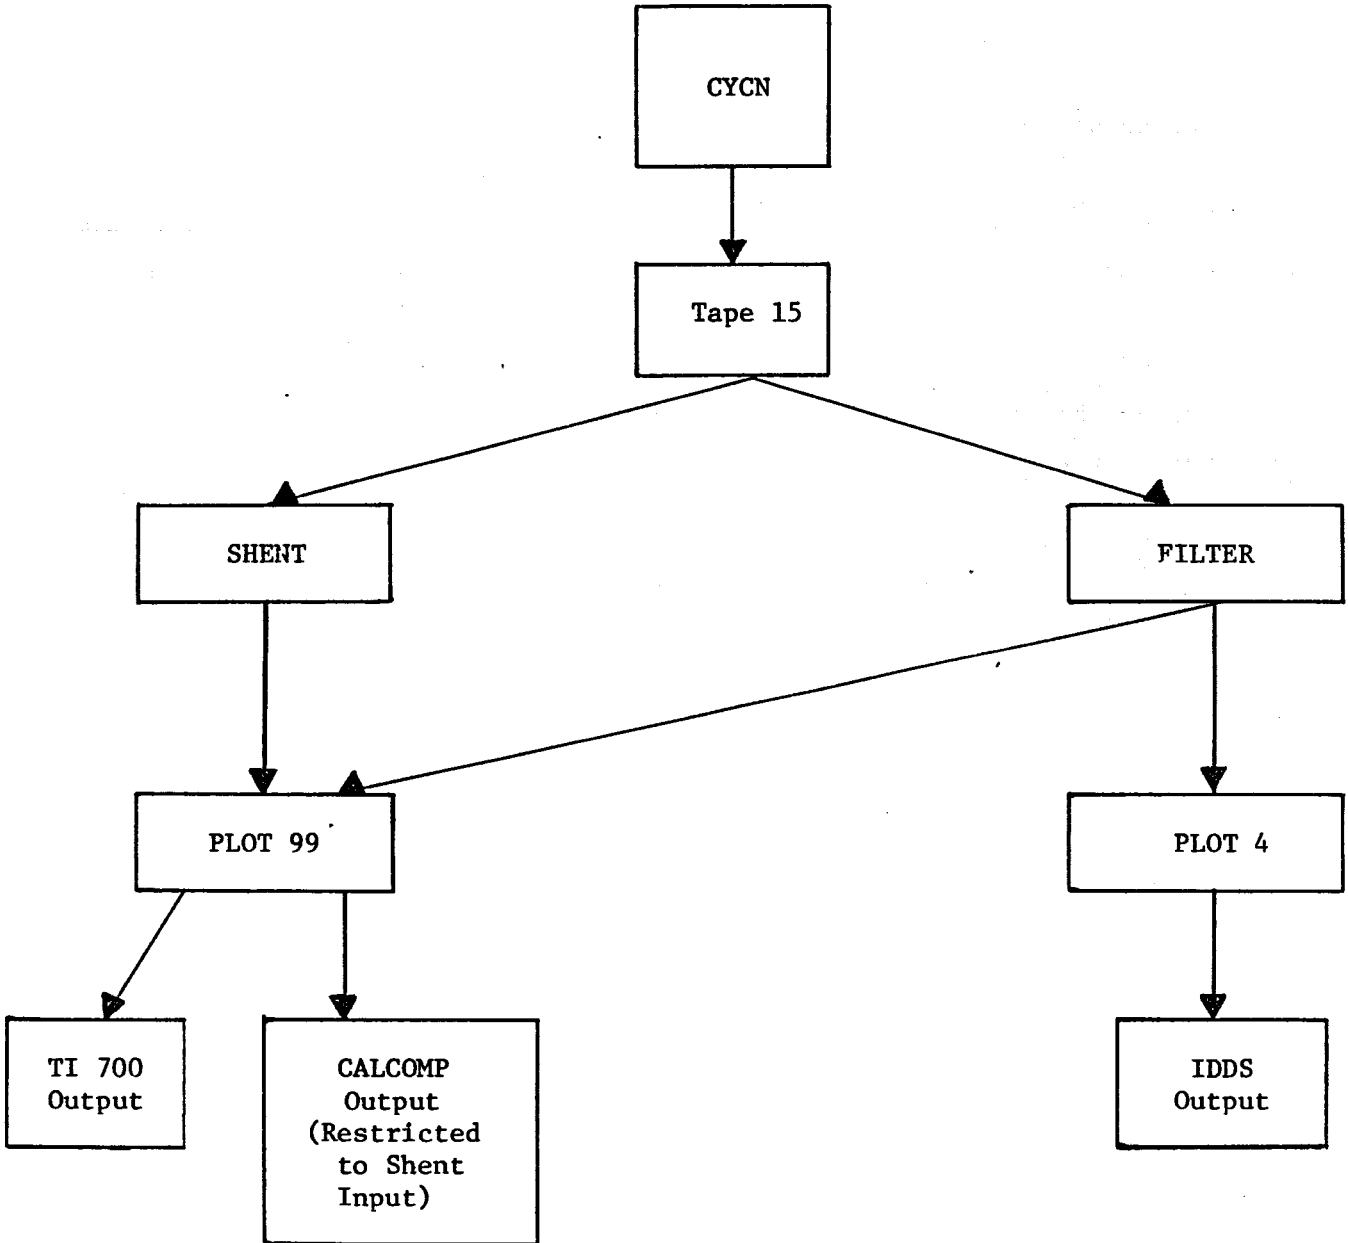 CYCN
Tape 15
SHENT
FILTER
PLOT 99
PLOT 4
TI 700
Output
CALCOMP
Output
(Restricted
to Shent
Input)
IDDS
Output